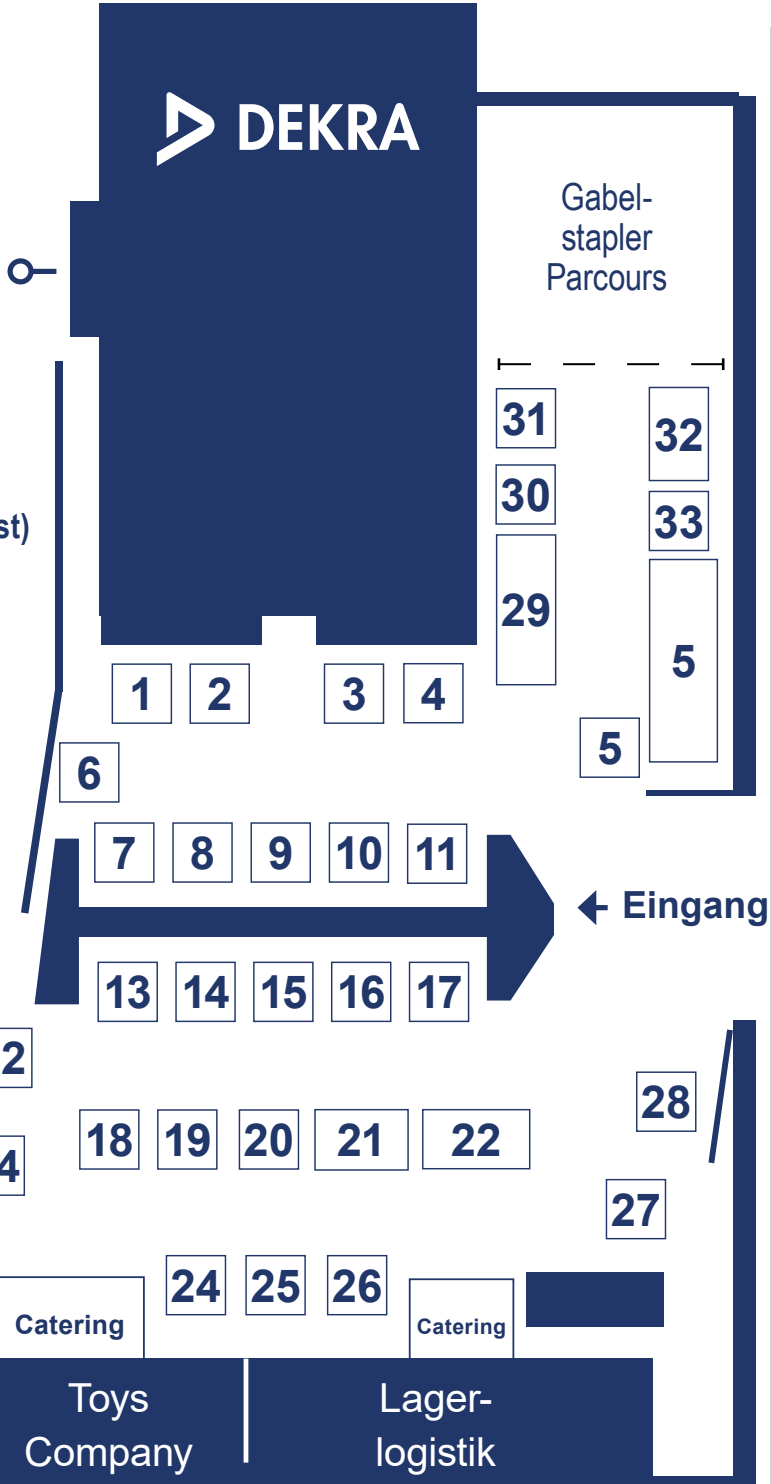 DEKRA
Gabel-
stapler
Parcours
31
32
30
33
st)
29
5
1
2
3
4
5
6
7
8
9
10
11
Eingang
13
14
15
16
17
2
28
18
19
20
21
22
4
27
24
25
26
Catering
Catering
Toys
Company
Lager-
logistik